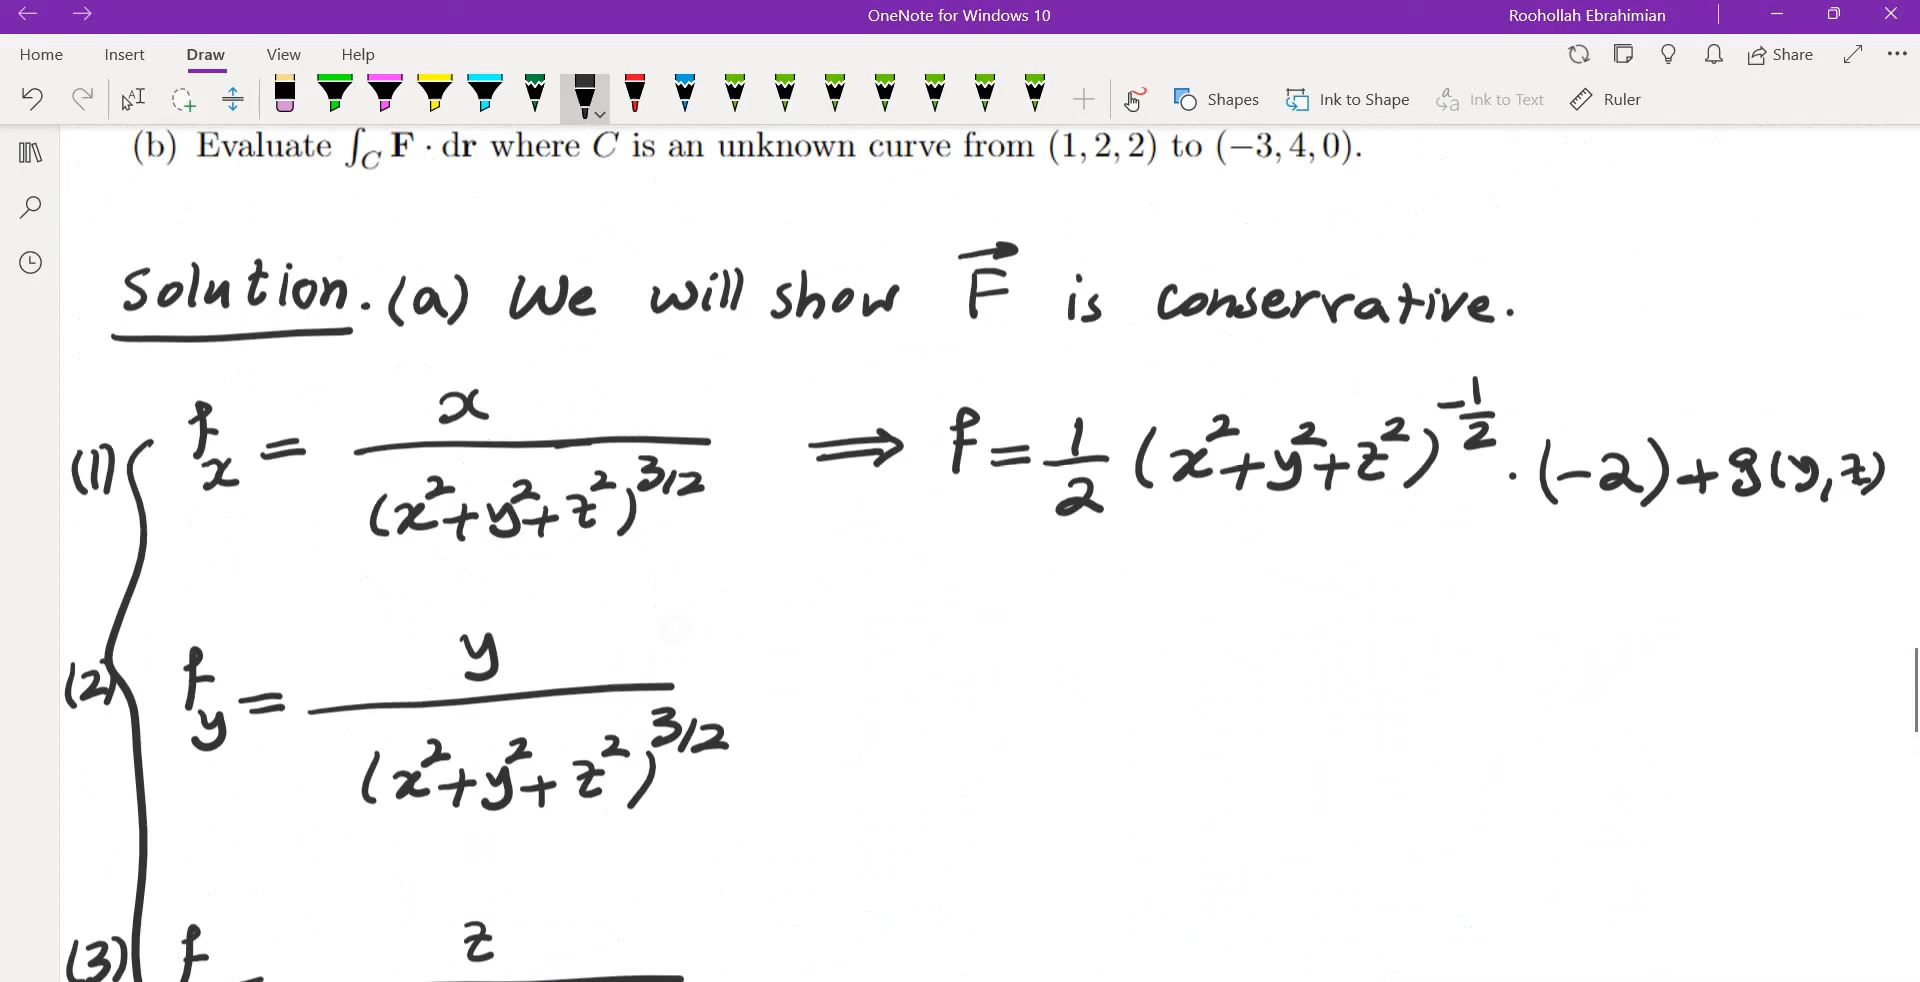 OneNote for Windows 10
Roohollah Ebrahimian
Home Insert Draw View Help
Share
Shapes Ink to Shape Ink to Text Ruler
(b) Evaluate ∫_C F · dr where C is an unknown curve from (1, 2, 2) to (−3, 4, 0).
Solution. (a) We will show F⃗ is conserrative.
(1) f_x = x / (x²+y²+z²)^{3/2} ⟹ f = 1/2 (x²+y²+z²)^{-1/2} · (−2) + g(y,z)
(2) f_y = y / (x²+y²+z²)^{3/2}
(3) f = z